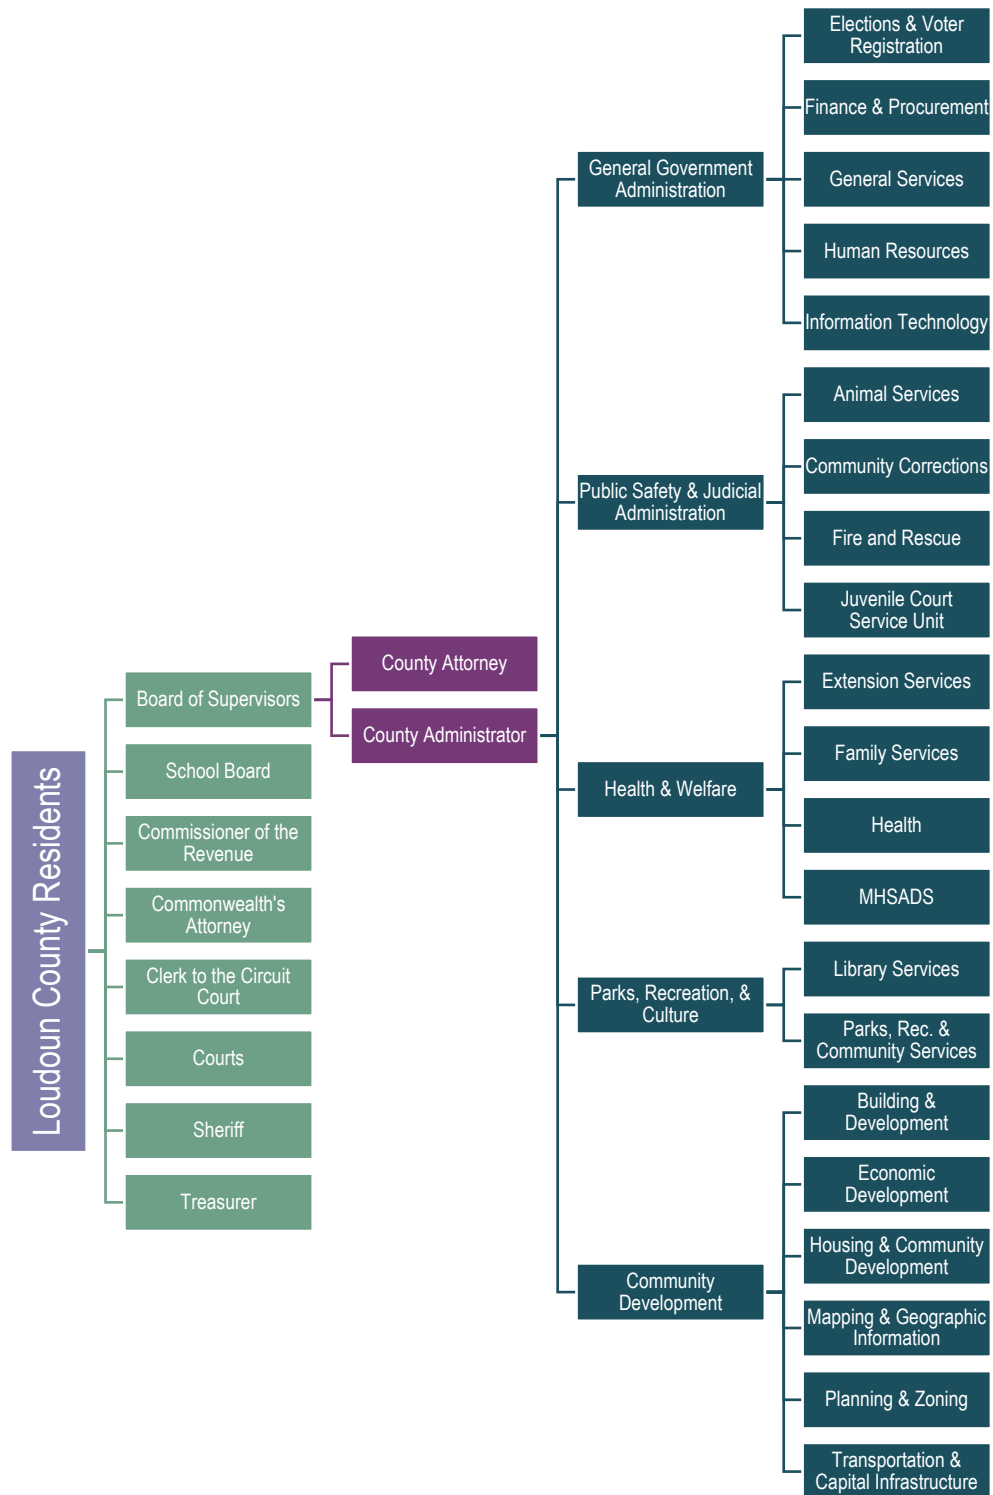 Loudoun County Residents
Board of Supervisors
School Board
Commissioner of the
Revenue
Commonwealth's
Attorney
Clerk to the Circuit
Court
Courts
Sheriff
Treasurer
County Attorney
County Administrator
General Government
Administration
Elections & Voter
Registration
Finance & Procurement
General Services
Human Resources
Information Technology
Public Safety & Judicial
Administration
Animal Services
Community Corrections
Fire and Rescue
Juvenile Court
Service Unit
Health & Welfare
Extension Services
Family Services
Health
MHSADS
Parks, Recreation, &
Culture
Library Services
Parks, Rec. &
Community Services
Community
Development
Building &
Development
Economic
Development
Housing & Community
Development
Mapping & Geographic
Information
Planning & Zoning
Transportation &
Capital Infrastructure